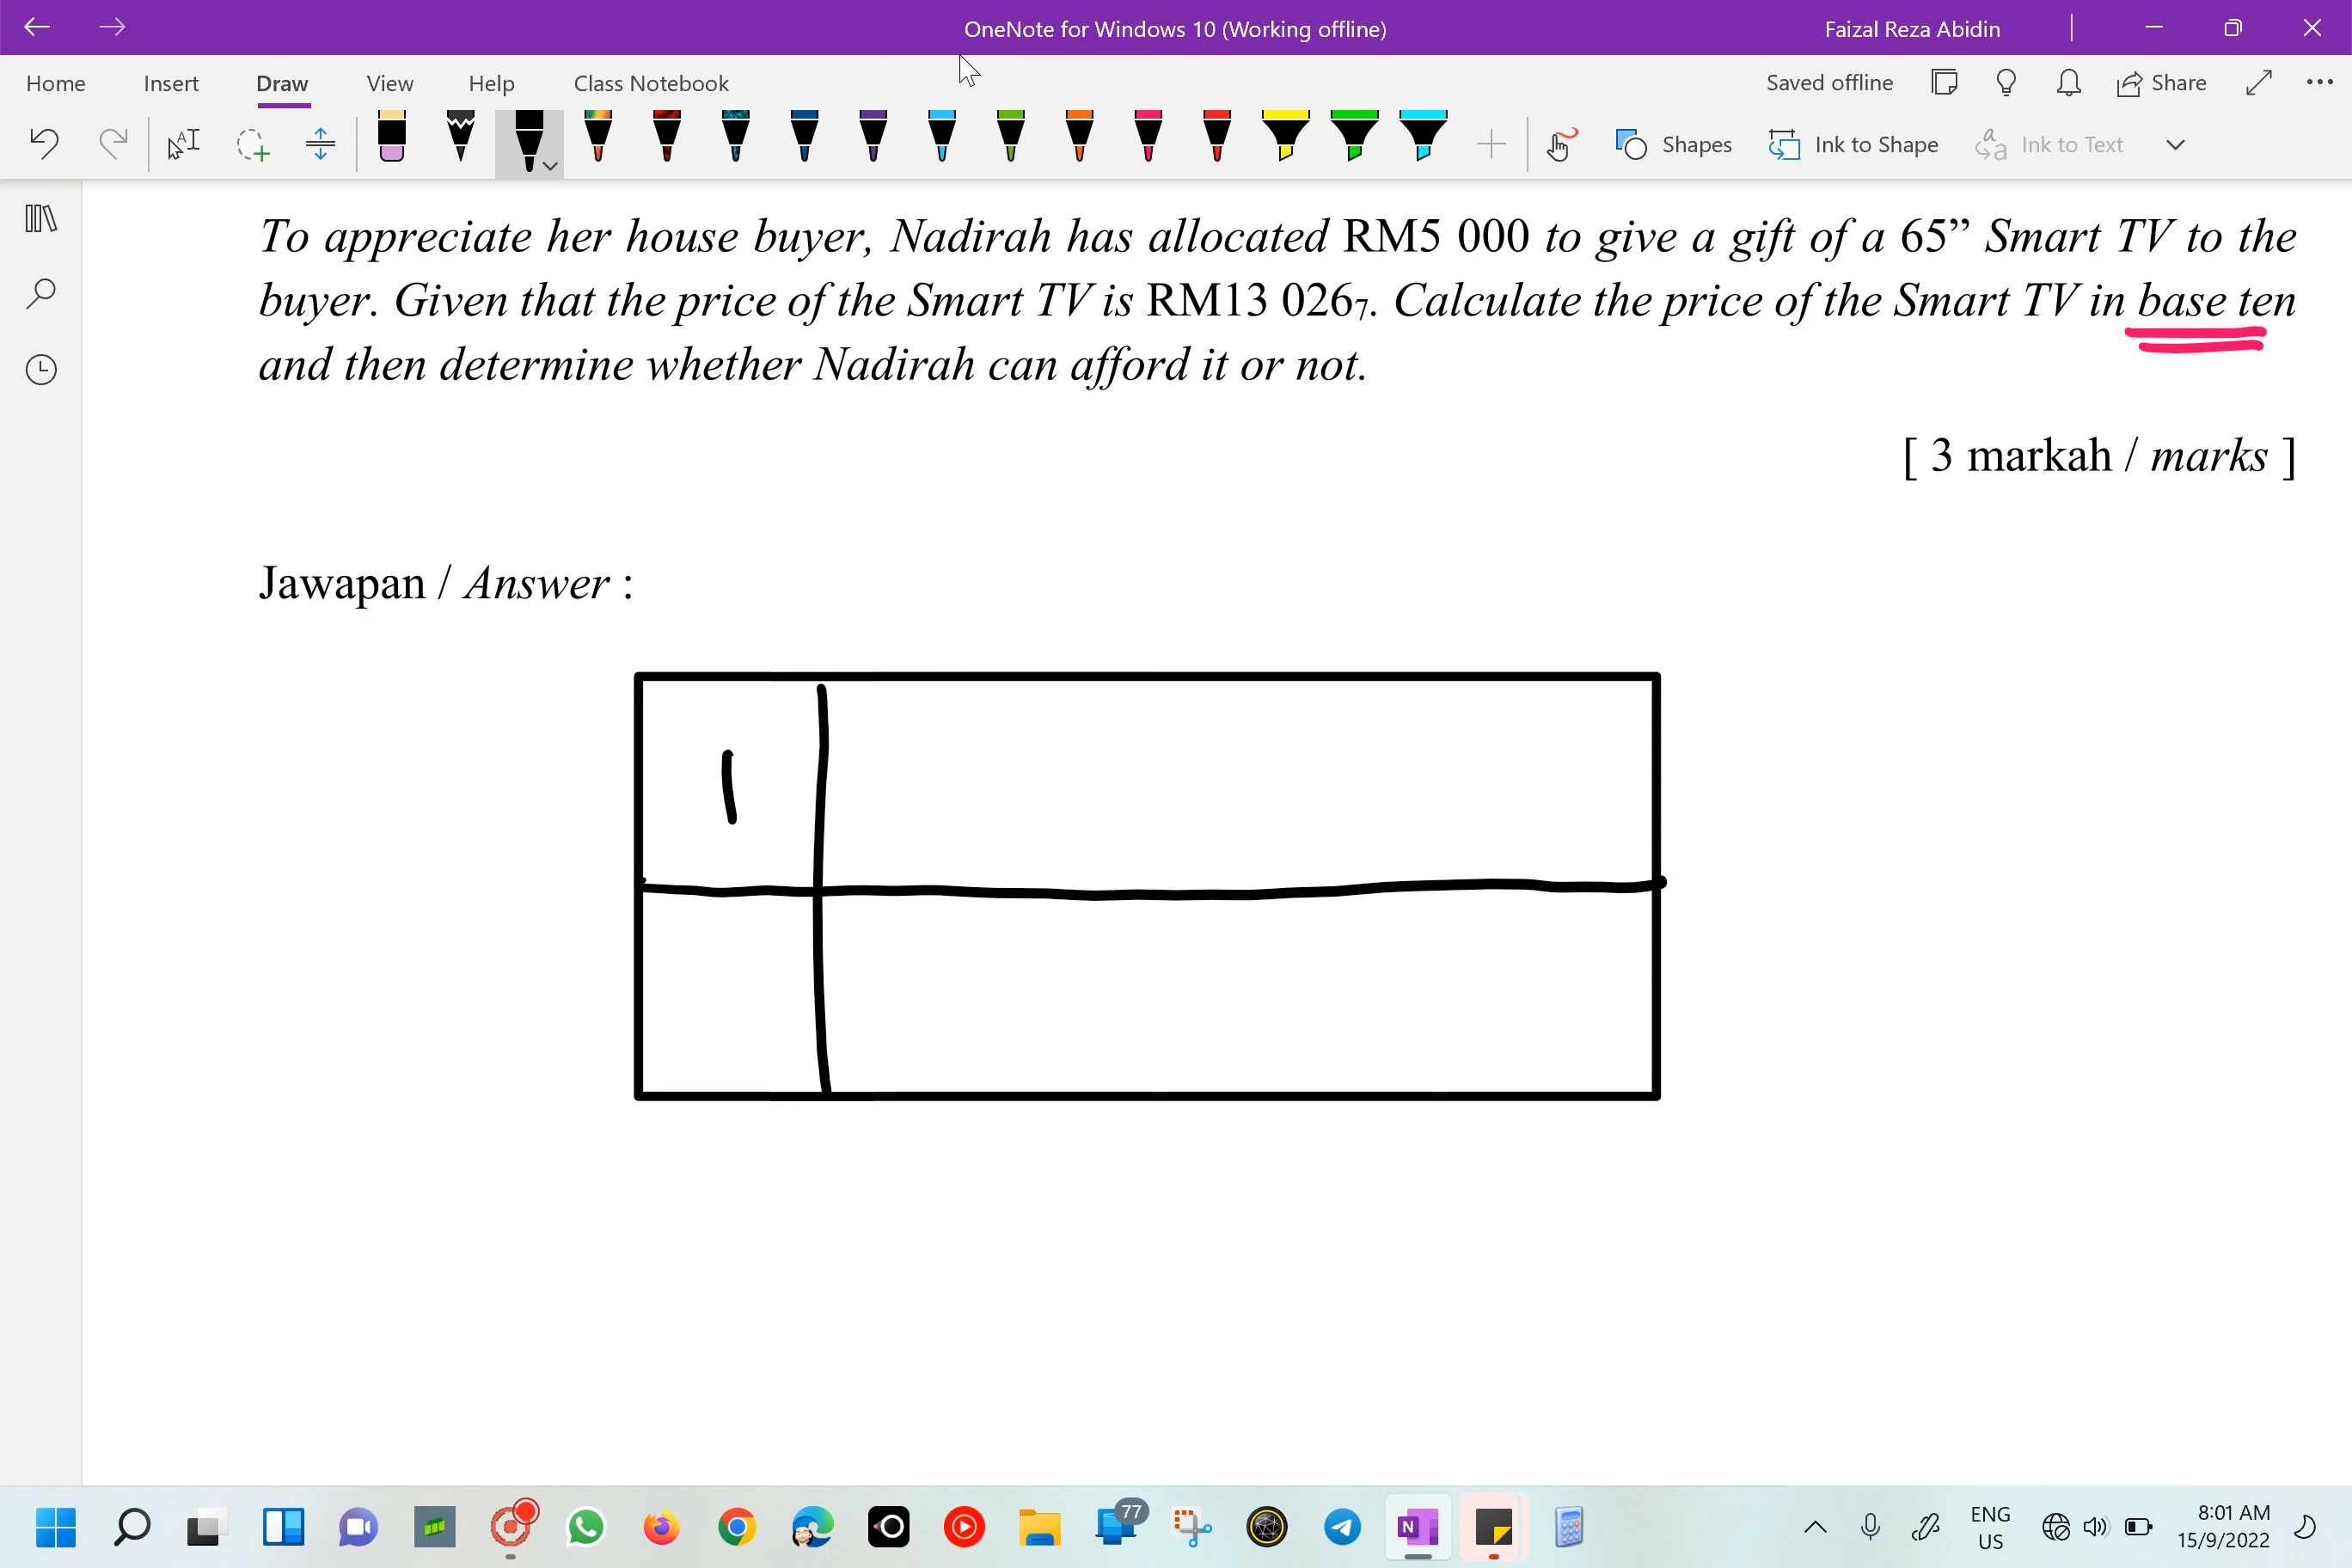 OneNote for Windows 10 (Working offline)
Faizal Reza Abidin
Home Insert Draw View Help Class Notebook
Saved offline Share
Shapes Ink to Shape Ink to Text
To appreciate her house buyer, Nadirah has allocated RM5 000 to give a gift of a 65” Smart TV to the
buyer. Given that the price of the Smart TV is RM13 026₇. Calculate the price of the Smart TV in base ten
and then determine whether Nadirah can afford it or not.
[ 3 markah / marks ]
Jawapan / Answer :
1
77
N
ENG
US
8:01 AM
15/9/2022